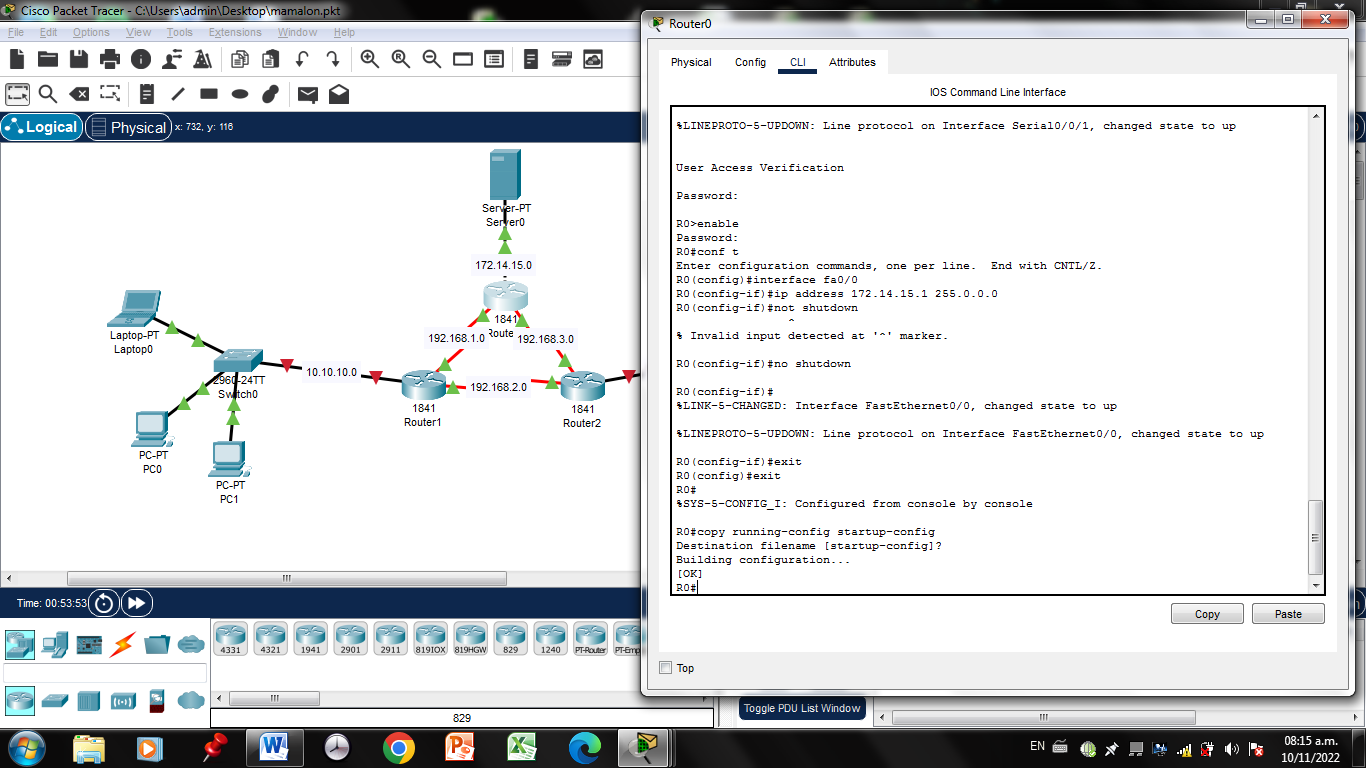 Cisco Packet Tracer - C:\Users\admin\Desktop\mamalon.pkt
File Edit Options View Tools Extensions Window Help
Logical Physical x: 732, y: 116
Server-PT
Server0
172.14.15.0
1841
192.168.1.0
192.168.3.0
Laptop-PT
Laptop0
2960-24TT
Switch0
10.10.10.0
192.168.2.0
1841
Router1
1841
Router2
PC-PT
PC0
PC-PT
PC1
Time: 00:53:53
4331 4321 1941 2901 2911 819IOX 819HGW 829 1240 PT-Router
829
Router0
Physical Config CLI Attributes
IOS Command Line Interface
%LINEPROTO-5-UPDOWN: Line protocol on Interface Serial0/0/1, changed state to up
User Access Verification
Password:
R0>enable
Password:
R0#conf t
Enter configuration commands, one per line.  End with CNTL/Z.
R0(config)#interface fa0/0
R0(config-if)#ip address 172.14.15.1 255.0.0.0
R0(config-if)#not shutdown
^
% Invalid input detected at '^' marker.
R0(config-if)#no shutdown
R0(config-if)#
%LINK-5-CHANGED: Interface FastEthernet0/0, changed state to up
%LINEPROTO-5-UPDOWN: Line protocol on Interface FastEthernet0/0, changed state to up
R0(config-if)#exit
R0(config)#exit
R0#
%SYS-5-CONFIG_I: Configured from console by console
R0#copy running-config startup-config
Destination filename [startup-config]?
Building configuration...
[OK]
R0#
Copy Paste
Top
Toggle PDU List Window
EN
08:15 a.m.
10/11/2022